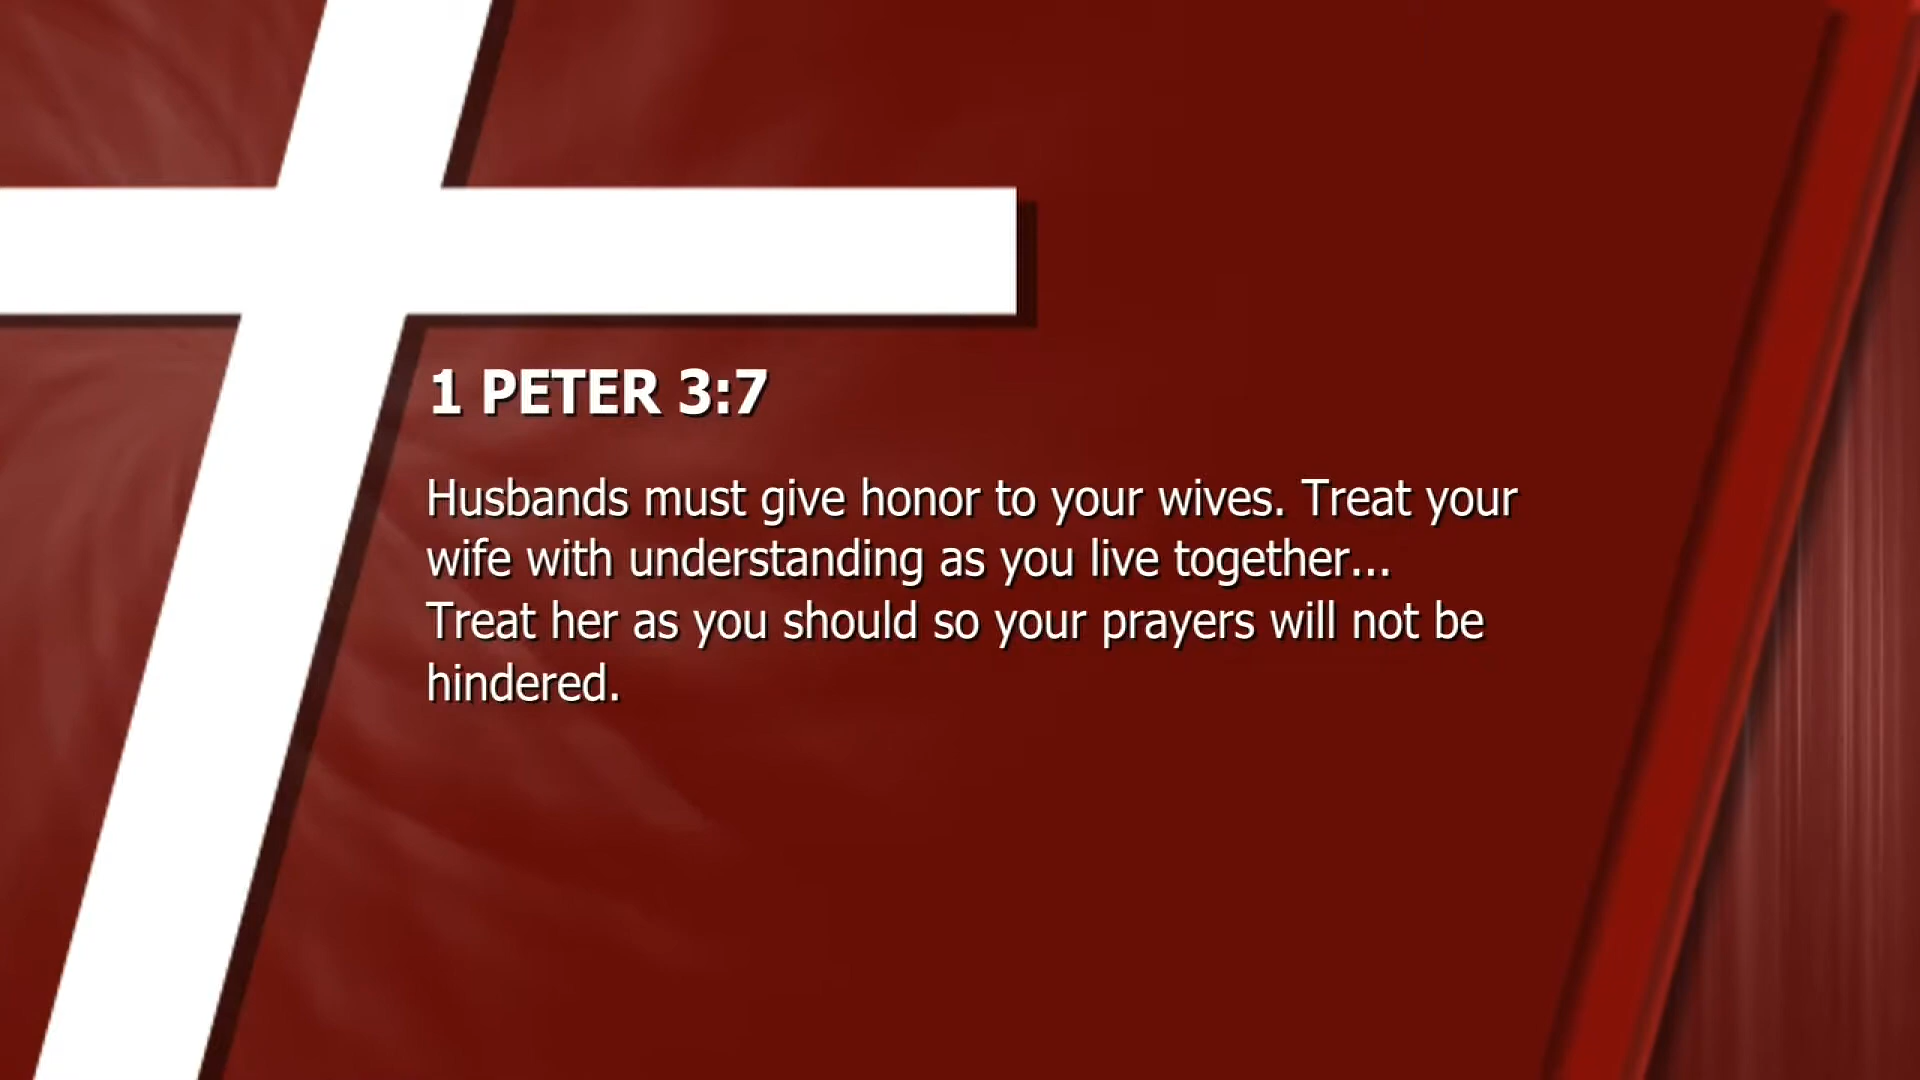 1 PETER 3:7
Husbands must give honor to your wives. Treat your
wife with understanding as you live together...
Treat her as you should so your prayers will not be
hindered.